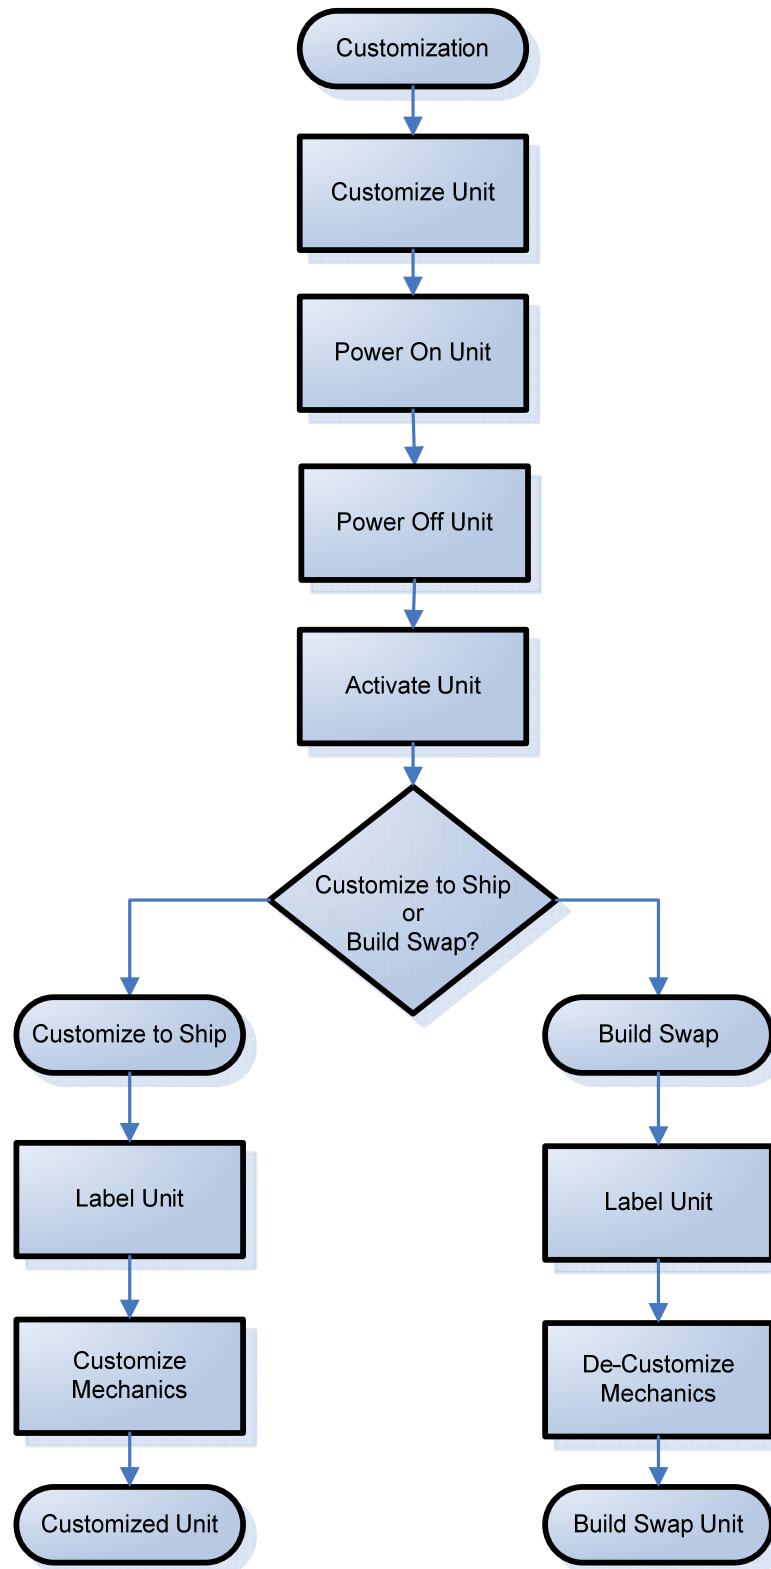 Customization
Customize Unit
Power On Unit
Power Off Unit
Activate Unit
Customize to Ship
or
Build Swap?
Customize to Ship
Build Swap
Label Unit
Label Unit
Customize
Mechanics
De-Customize
Mechanics
Customized Unit
Build Swap Unit